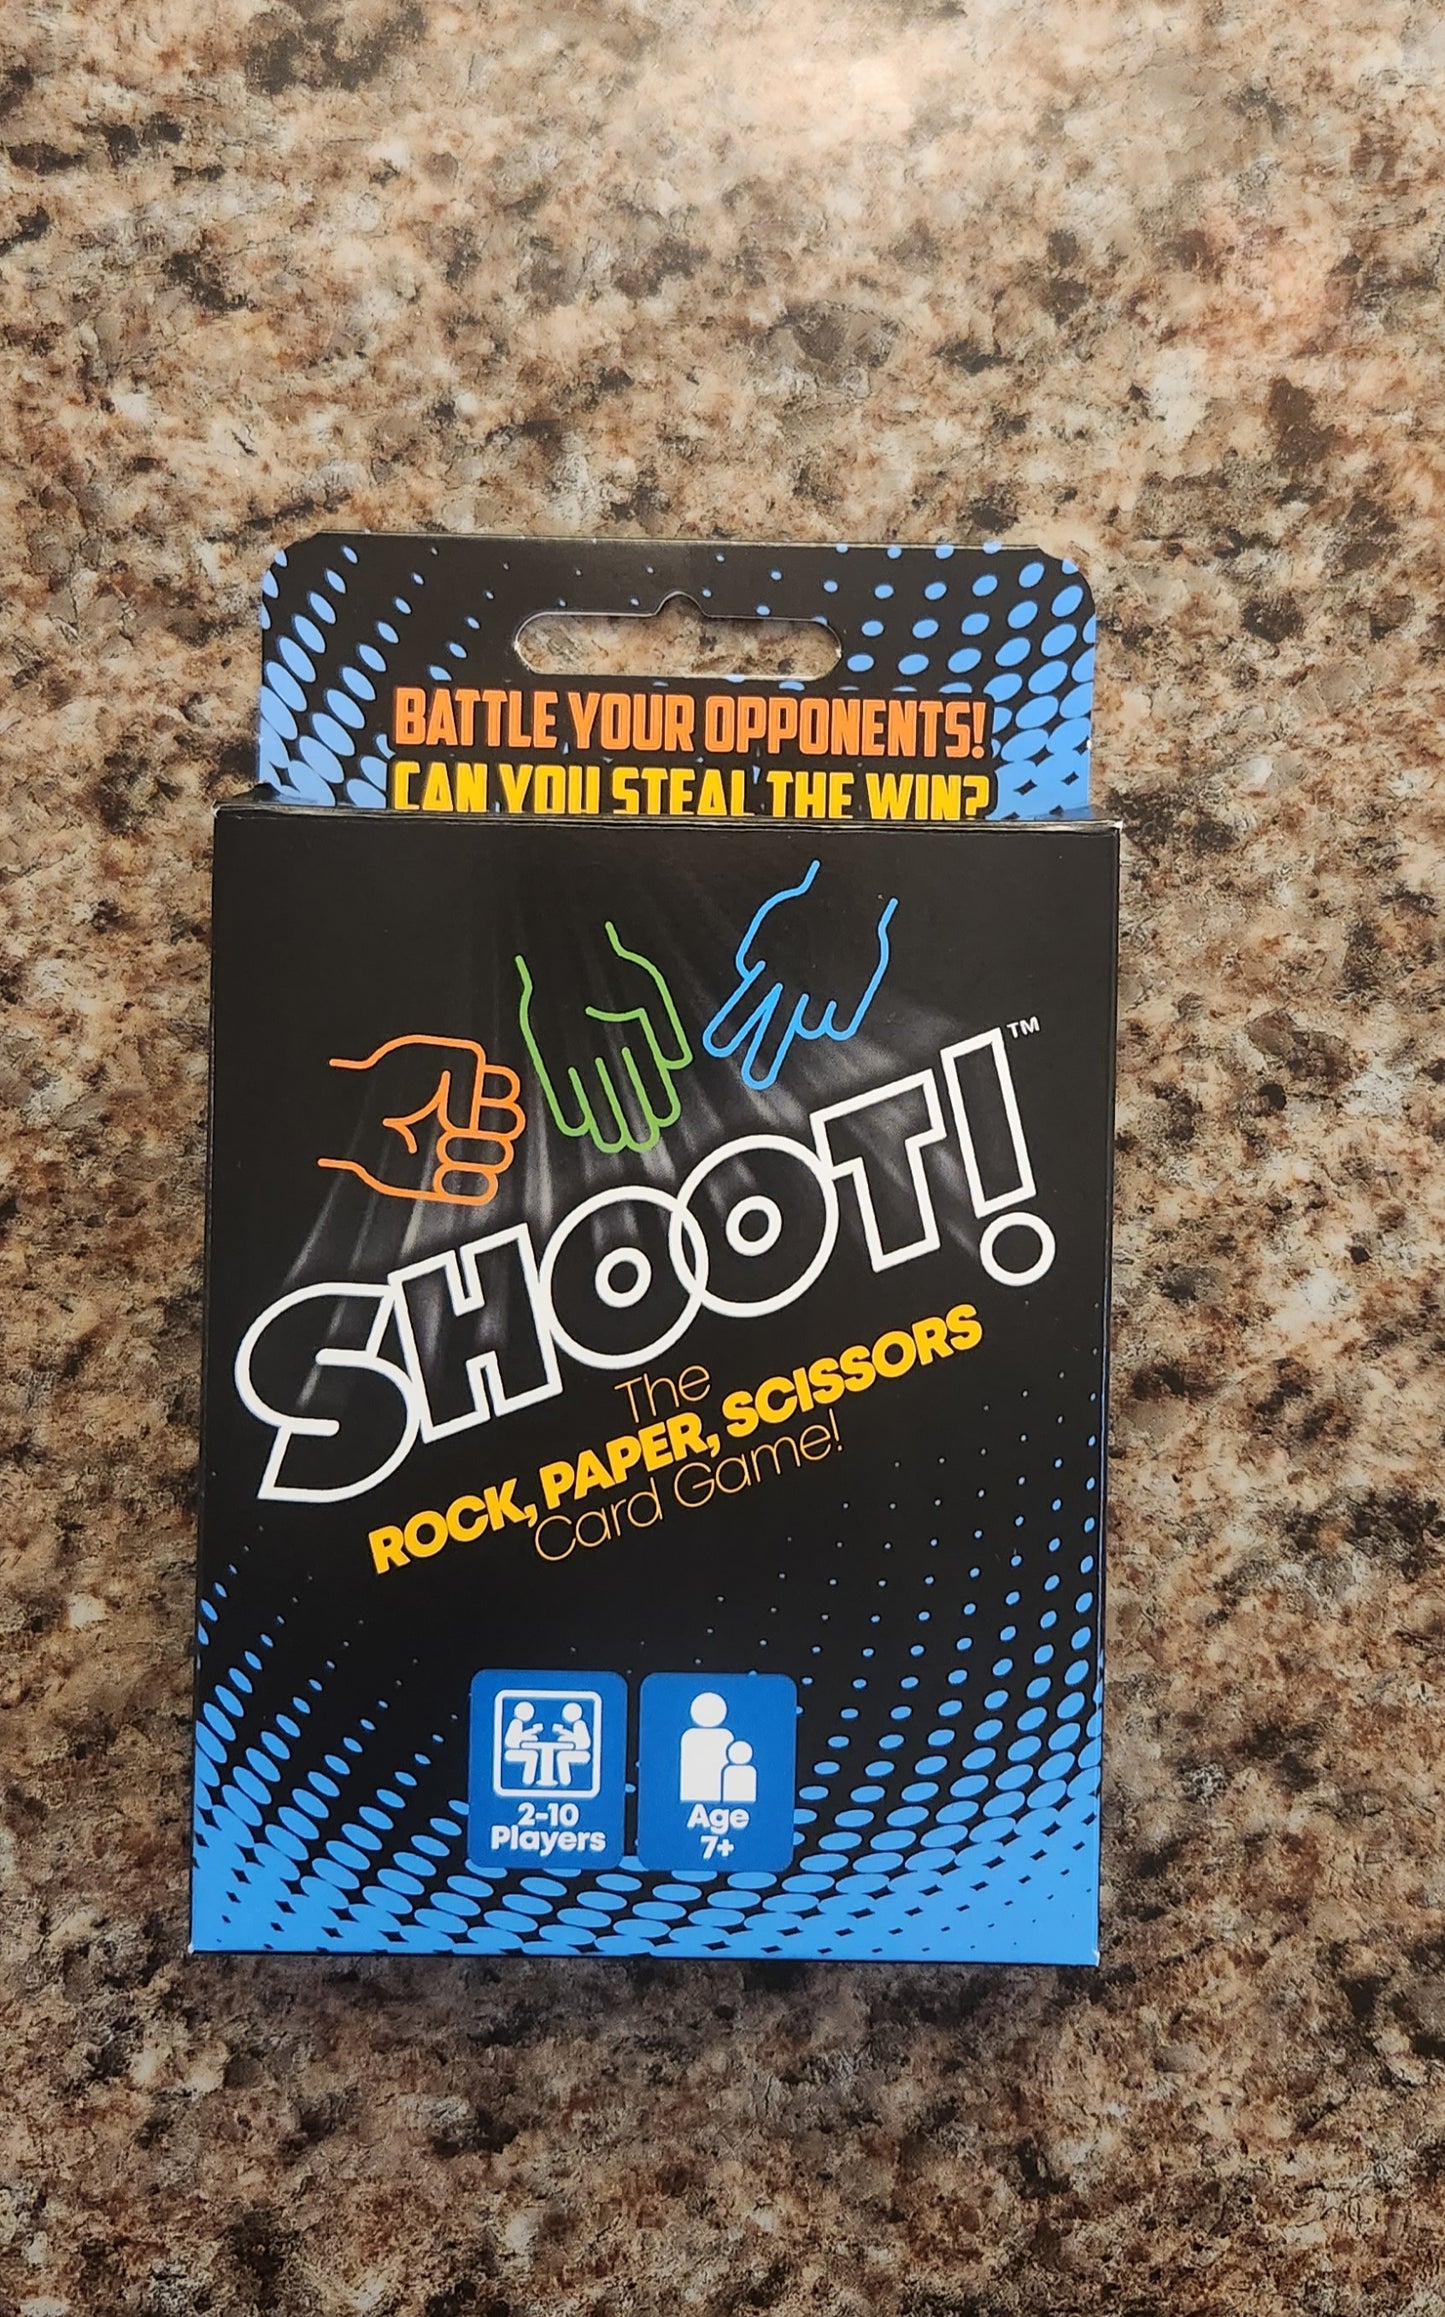 BATTLE YOUR OPPONENTS!
CAN YOU STEAL THE WIN?
SHOOT!™
The
ROCK, PAPER, SCISSORS
Card Game!
2-10
Players
Age
7+